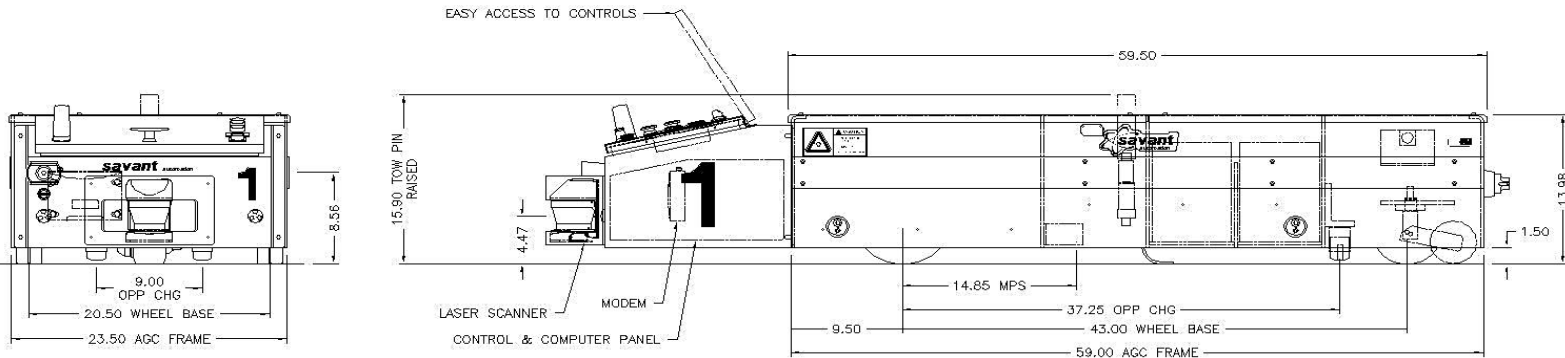 EASY ACCESS TO CONTROLS
59.50
15.90 TOW PIN
RAISED
savant
automation
1
8.56
4.47
9.00
OPP CHG
20.50 WHEEL BASE
23.50 AGC FRAME
1
savant
automation
13.98
1.50
LASER SCANNER
MODEM
CONTROL & COMPUTER PANEL
14.85 MPS
37.25 OPP CHG
9.50
43.00 WHEEL BASE
59.00 AGC FRAME